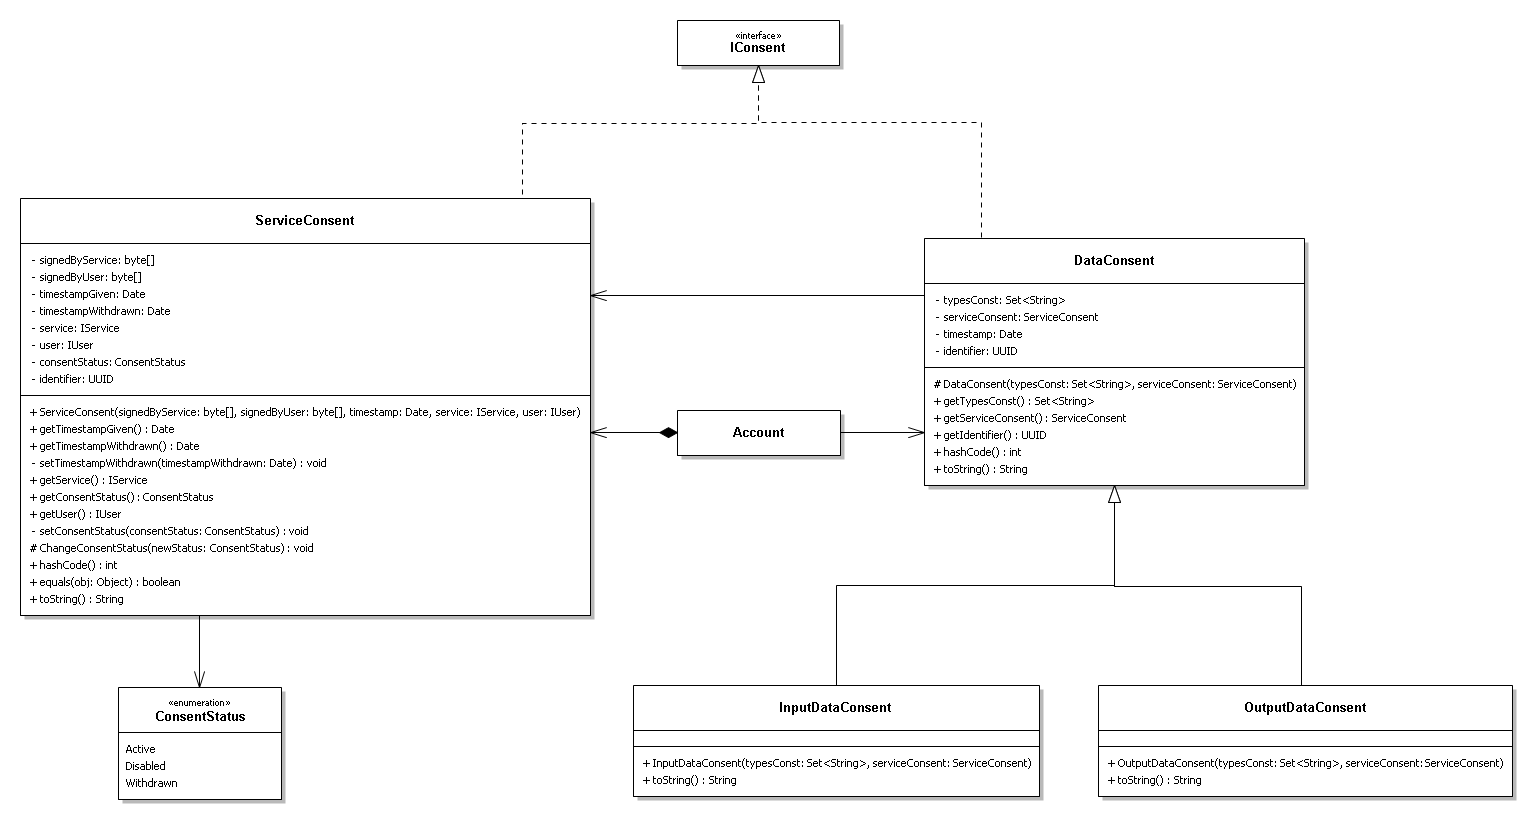 «interface»
IConsent
ServiceConsent
- signedByService: byte[]
- signedByUser: byte[]
- timestampGiven: Date
- timestampWithdrawn: Date
- service: IService
- user: IUser
- consentStatus: ConsentStatus
- identifier: UUID
+ ServiceConsent(signedByService: byte[], signedByUser: byte[], timestamp: Date, service: IService, user: IUser)
+ getTimestampGiven() : Date
+ getTimestampWithdrawn() : Date
- setTimestampWithdrawn(timestampWithdrawn: Date) : void
+ getService() : IService
+ getConsentStatus() : ConsentStatus
+ getUser() : IUser
- setConsentStatus(consentStatus: ConsentStatus) : void
# ChangeConsentStatus(newStatus: ConsentStatus) : void
+ hashCode() : int
+ equals(obj: Object) : boolean
+ toString() : String
DataConsent
- typesConst: Set<String>
- serviceConsent: ServiceConsent
- timestamp: Date
- identifier: UUID
# DataConsent(typesConst: Set<String>, serviceConsent: ServiceConsent)
+ getTypesConst() : Set<String>
+ getServiceConsent() : ServiceConsent
+ getIdentifier() : UUID
+ hashCode() : int
+ toString() : String
Account
«enumeration»
ConsentStatus
Active
Disabled
Withdrawn
InputDataConsent
+ InputDataConsent(typesConst: Set<String>, serviceConsent: ServiceConsent)
+ toString() : String
OutputDataConsent
+ OutputDataConsent(typesConst: Set<String>, serviceConsent: ServiceConsent)
+ toString() : String